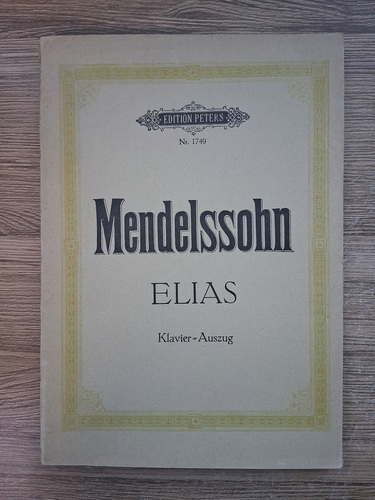 EDITION PETERS
Nr. 1749
Mendelssohn
ELIAS
Klavier=Auszug